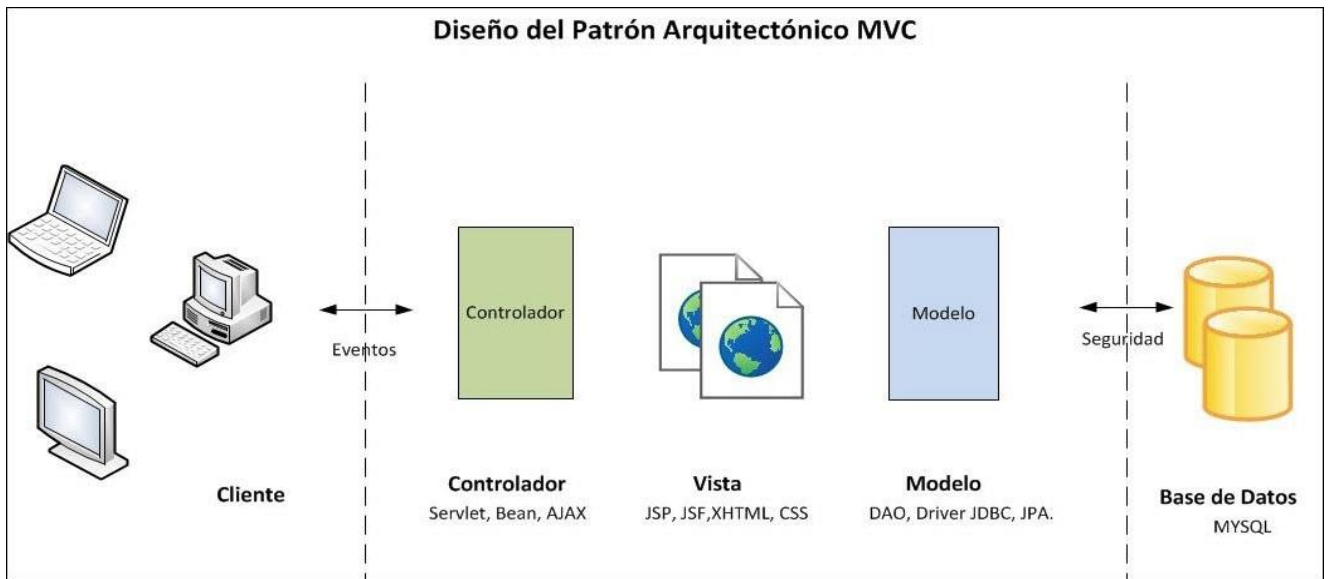 Diseño del Patrón Arquitectónico MVC
Controlador
Modelo
Eventos
Seguridad
Cliente
Controlador
Servlet, Bean, AJAX
Vista
JSP, JSF,XHTML, CSS
Modelo
DAO, Driver JDBC, JPA.
Base de Datos
MYSQL